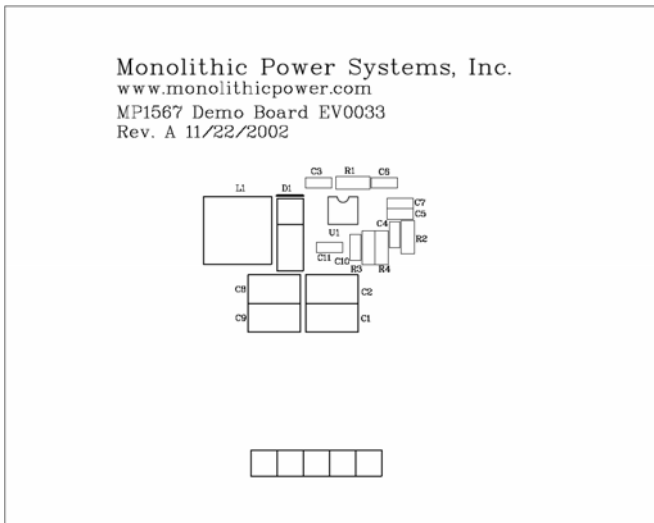 Monolithic Power Systems, Inc.
www.monolithicpower.com
MP1567 Demo Board EV0033
Rev. A 11/22/2002
C3 R1 C6
L1 D1
C7
C5
U1 C4
R2
C11 C10
R3 R4
C8 C2
C9 C1